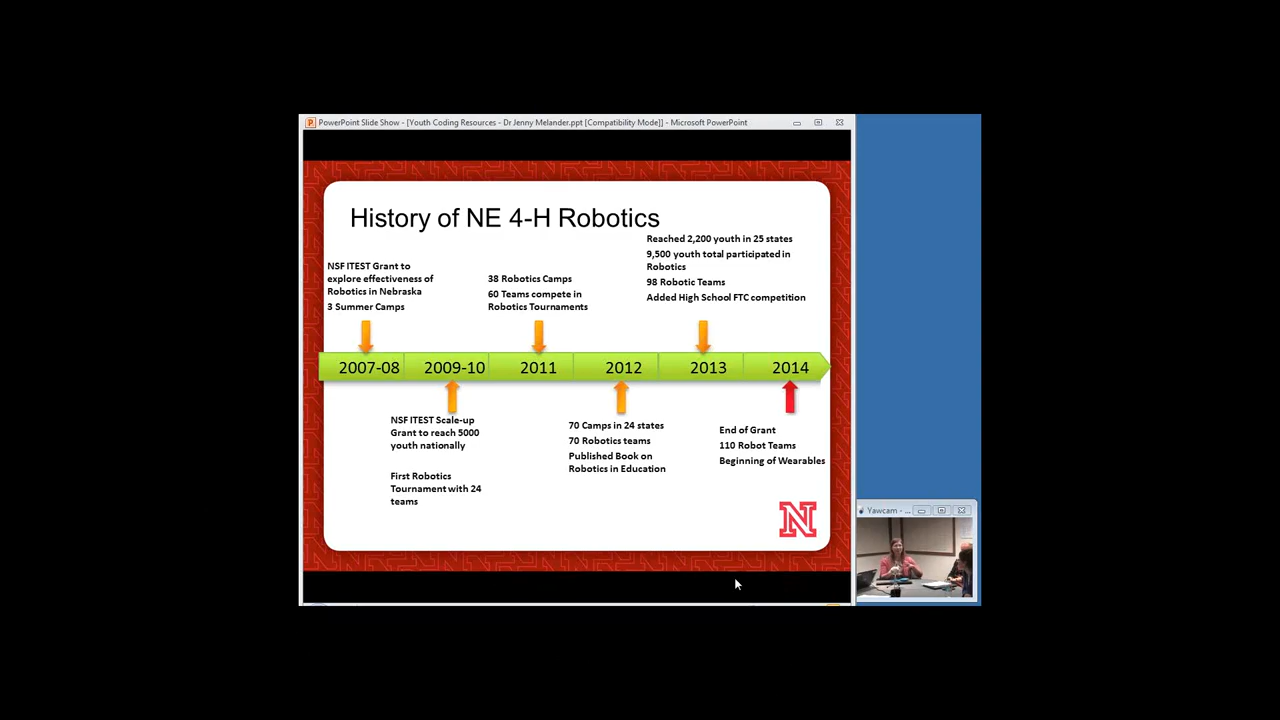 PowerPoint Slide Show - [Youth Coding Resources - Dr Jenny Melander.ppt [Compatibility Mode]] - Microsoft PowerPoint
History of NE 4-H Robotics
NSF ITEST Grant to
explore effectiveness of
Robotics in Nebraska
3 Summer Camps
38 Robotics Camps
60 Teams compete in
Robotics Tournaments
Reached 2,200 youth in 25 states
9,500 youth total participated in
Robotics
98 Robotic Teams
Added High School FTC competition
2007-08 2009-10 2011 2012 2013 2014
NSF ITEST Scale-up
Grant to reach 5000
youth nationally
First Robotics
Tournament with 24
teams
70 Camps in 24 states
70 Robotics teams
Published Book on
Robotics in Education
End of Grant
110 Robot Teams
Beginning of Wearables
N
Yawcam - ...